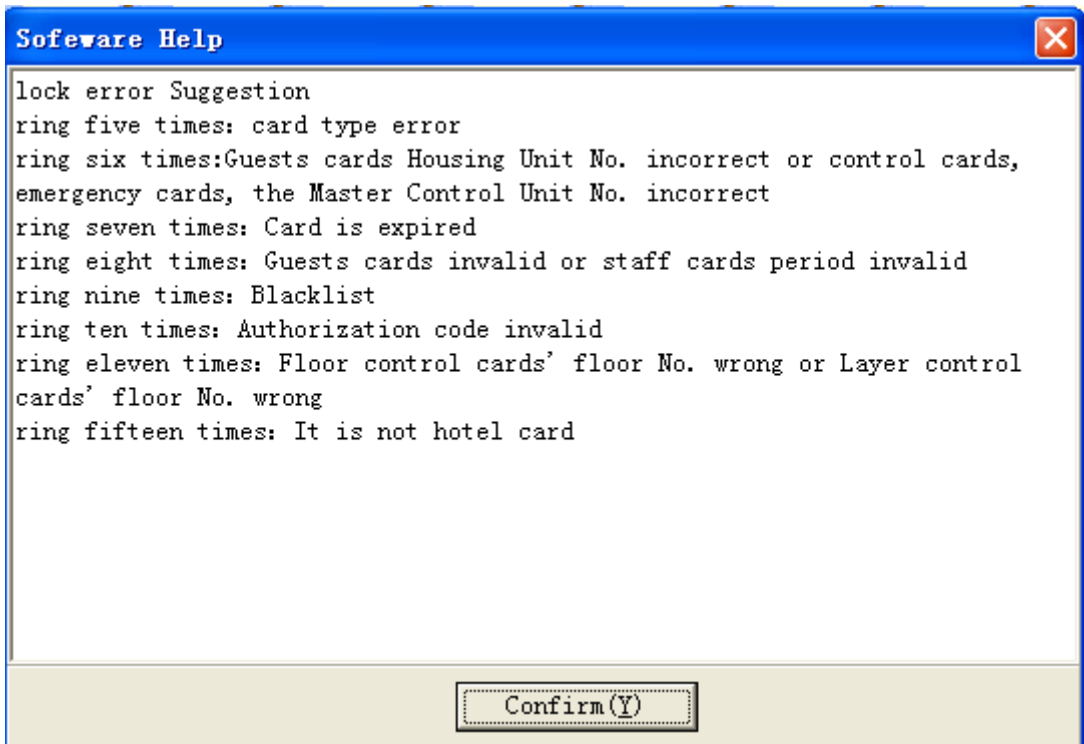 Sofeware Help
lock error Suggestion
ring five times: card type error
ring six times:Guests cards Housing Unit No. incorrect or control cards,
emergency cards, the Master Control Unit No. incorrect
ring seven times: Card is expired
ring eight times: Guests cards invalid or staff cards period invalid
ring nine times: Blacklist
ring ten times: Authorization code invalid
ring eleven times: Floor control cards' floor No. wrong or Layer control
cards' floor No. wrong
ring fifteen times: It is not hotel card
Confirm(Y)